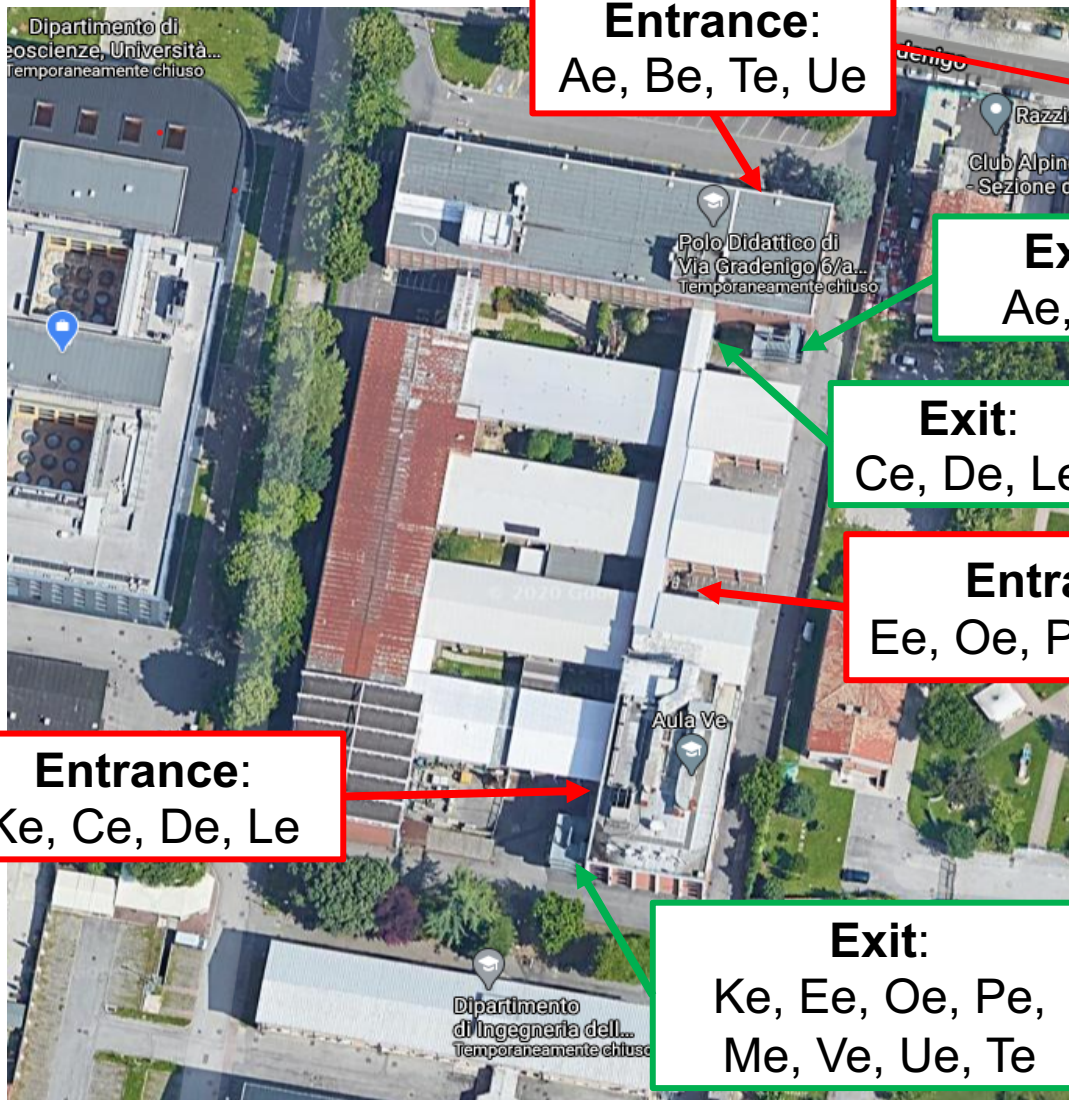 Dipartimento di
eoscienze, Università...
Temporaneamente chiuso
Entrance:
Ae, Be, Te, Ue
denigo
Razzi
Club Alpin
- Sezione d
Polo Didattico di
Via Gradenigo 6/a...
Temporaneamente chiuso
Ex
Ae,
Exit:
Ce, De, Le
Entra
Ee, Oe, P
© 2020 Goo
Aula Ve
Entrance:
Ke, Ce, De, Le
Exit:
Ke, Ee, Oe, Pe,
Me, Ve, Ue, Te
Dipartimento
di Ingegneria dell...
Temporaneamente chiuso